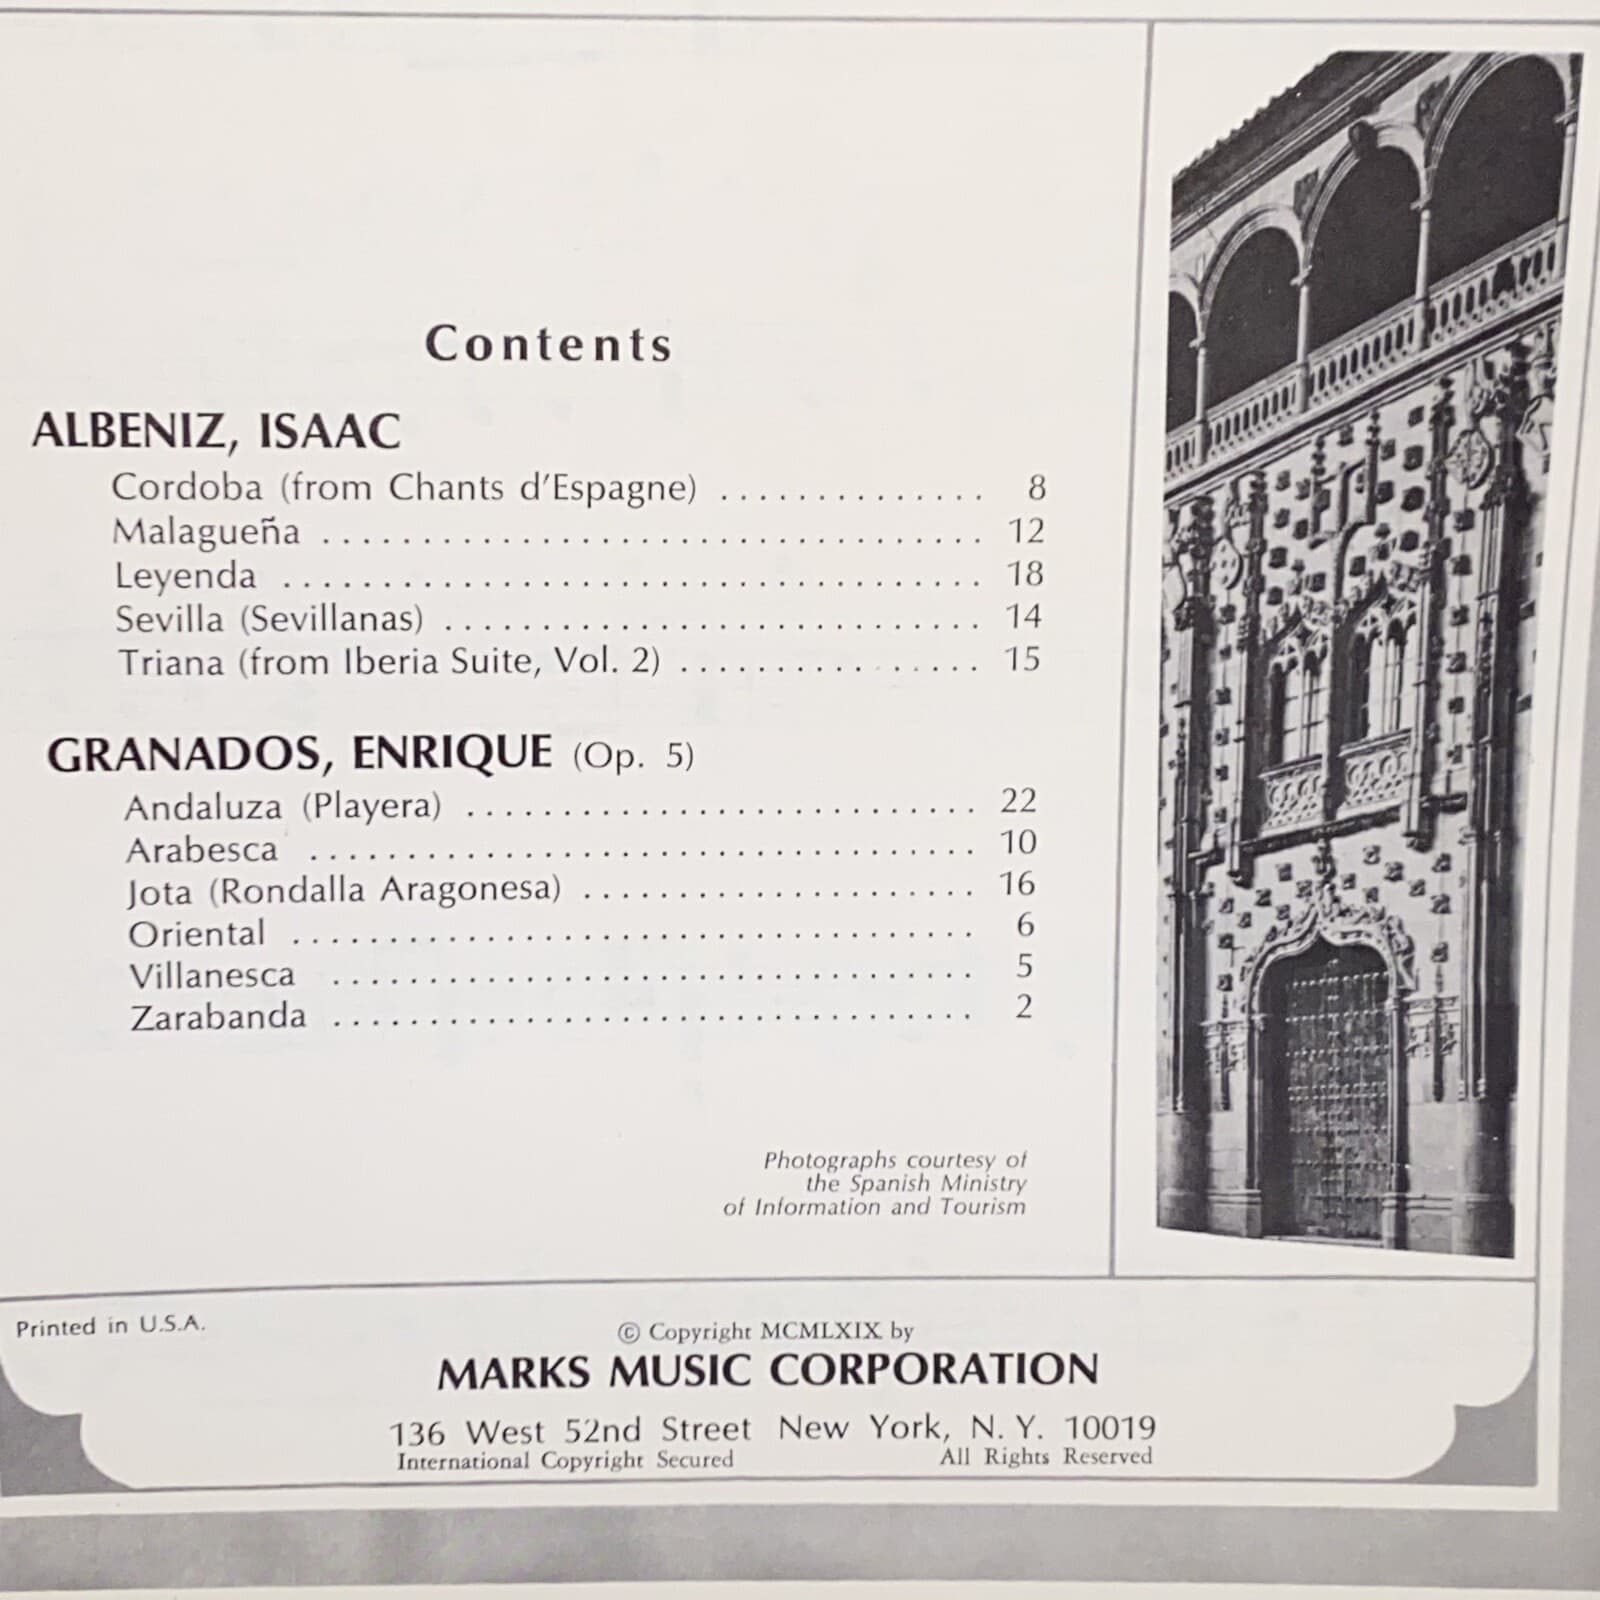 Contents
ALBENIZ, ISAAC
Cordoba (from Chants d'Espagne) .............. 8
Malagueña .................................. 12
Leyenda .................................... 18
Sevilla (Sevillanas) ............................ 14
Triana (from Iberia Suite, Vol. 2) ................ 15
GRANADOS, ENRIQUE (Op. 5)
Andaluza (Playera) ........................... 22
Arabesca ................................... 10
Jota (Rondalla Aragonesa) ..................... 16
Oriental .................................... 6
Villanesca .................................. 5
Zarabanda .................................. 2
Photographs courtesy of
the Spanish Ministry
of Information and Tourism
Printed in U.S.A.
© Copyright MCMLXIX by
MARKS MUSIC CORPORATION
136 West 52nd Street New York, N. Y. 10019
International Copyright Secured All Rights Reserved